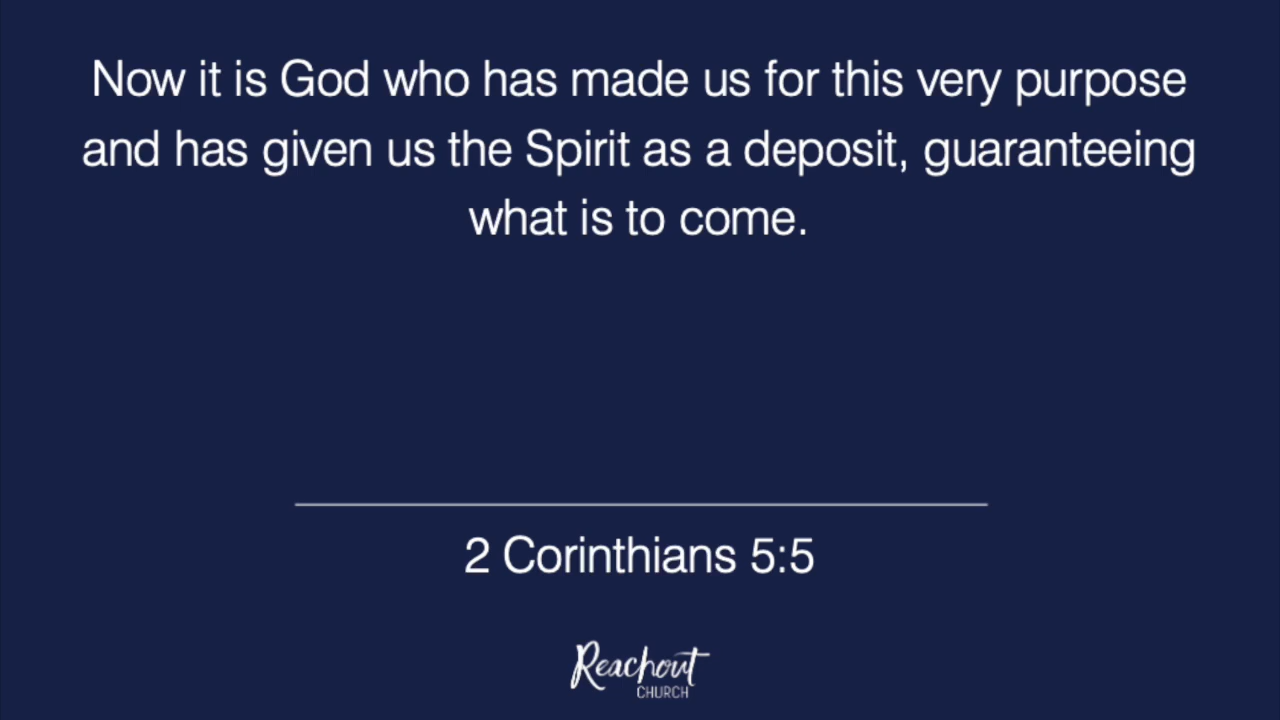 Now it is God who has made us for this very purpose
and has given us the Spirit as a deposit, guaranteeing
what is to come.
2 Corinthians 5:5
Reachout
CHURCH